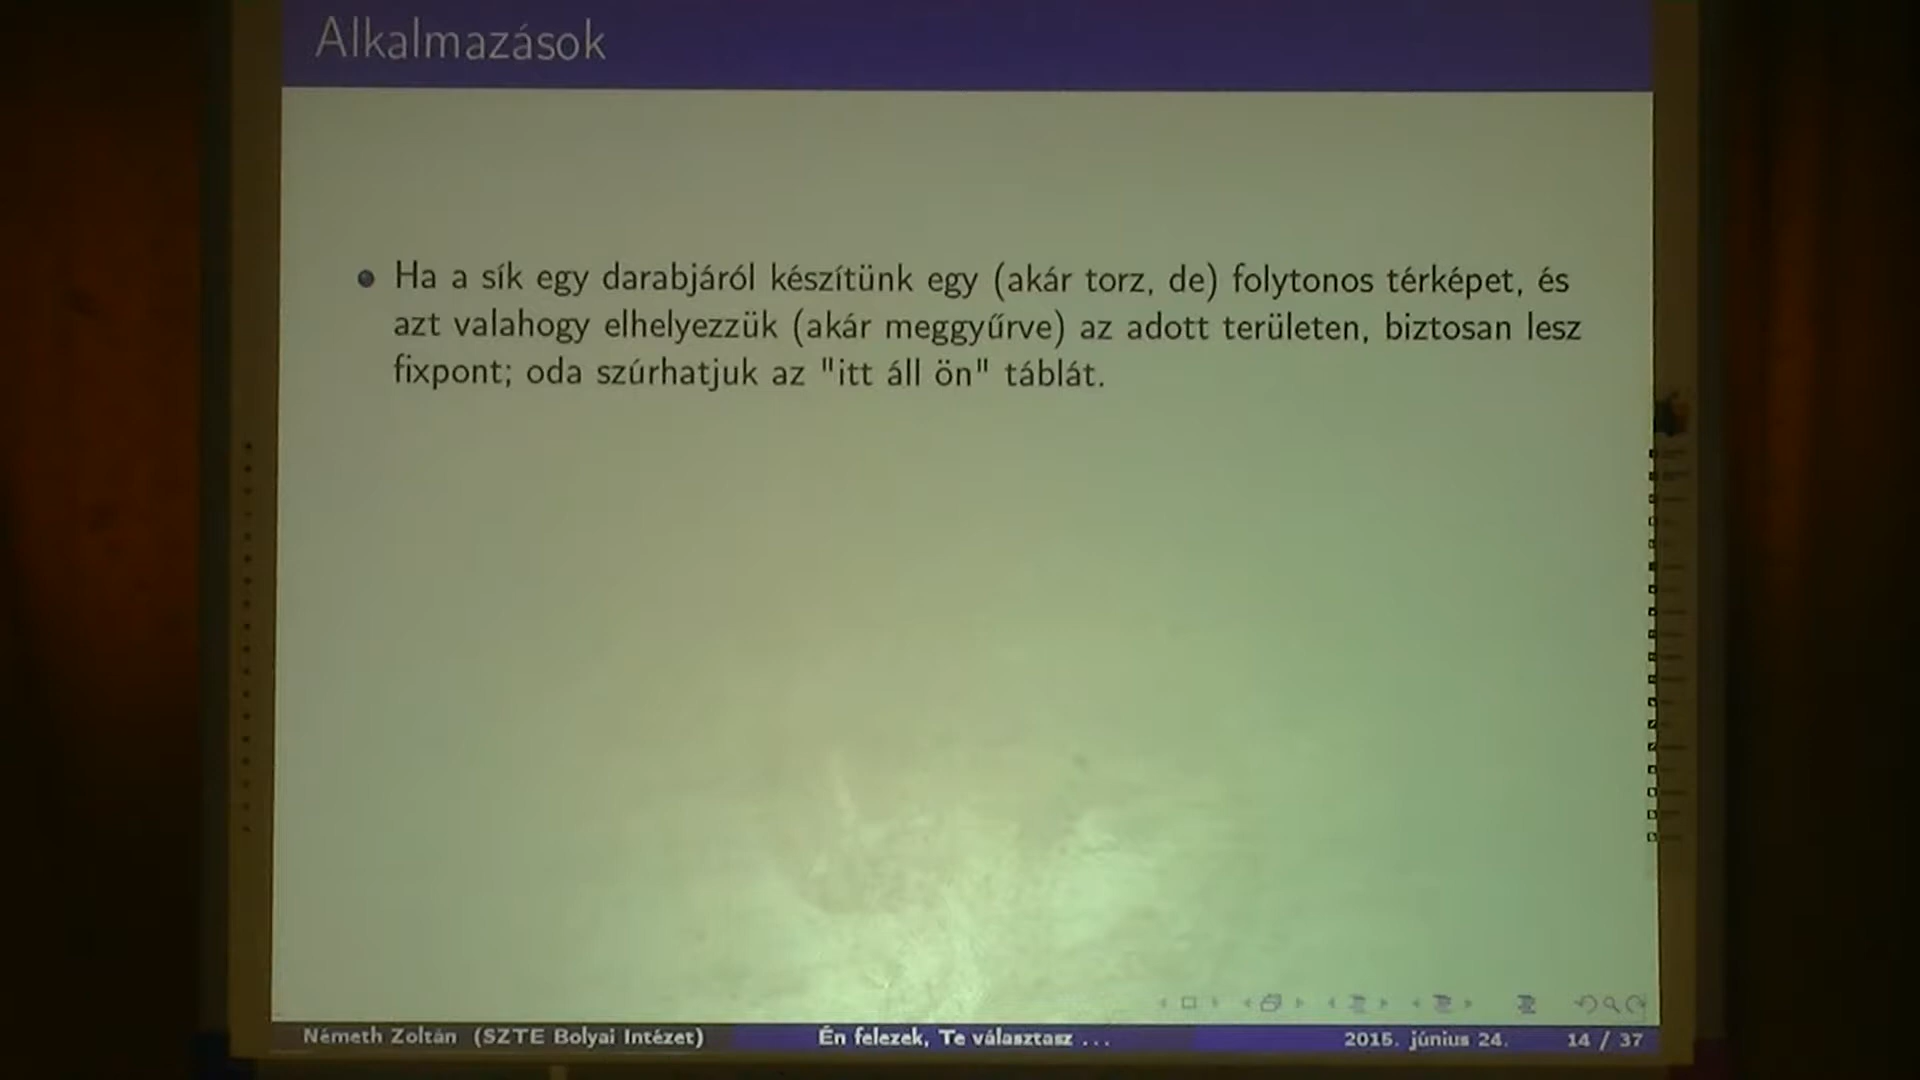 Alkalmazások
Ha a sík egy darabjáról készítünk egy (akár torz, de) folytonos térképet, és
azt valahogy elhelyezzük (akár meggyűrve) az adott területen, biztosan lesz
fixpont; oda szúrhatjuk az "itt áll ön" táblát.
Németh Zoltán (SZTE Bolyai Intézet) Én felezek, Te választasz ... 2015. június 24. 14 / 37